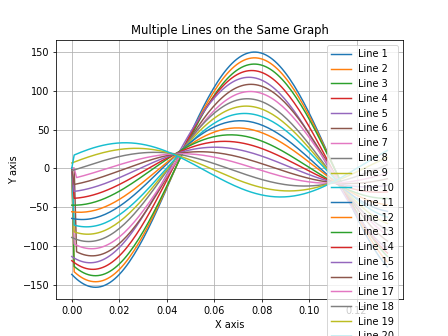 Multiple Lines on the Same Graph
Y axis
150
100
50
0
−50
−100
−150
0.00
0.02
0.04
0.06
0.08
0.10
X axis
Line 1
Line 2
Line 3
Line 4
Line 5
Line 6
Line 7
Line 8
Line 9
Line 10
Line 11
Line 12
Line 13
Line 14
Line 15
Line 16
Line 17
Line 18
Line 19
Line 20